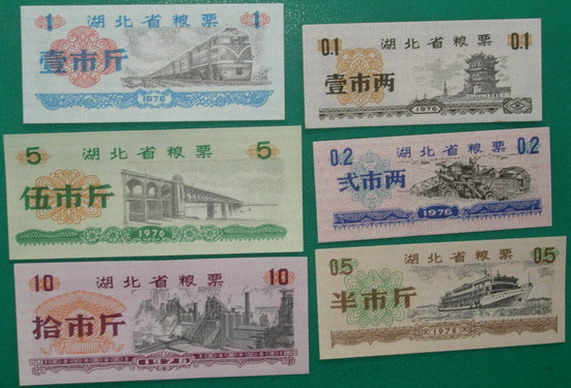 1 湖北省粮票 1
壹市斤
1976
5 湖北省粮票 5
伍市斤
1976
10 湖北省粮票 10
拾市斤
1976
0.1 湖北省粮票 0.1
壹市两
1976
0.2 湖北省粮票 0.2
弍市两
1976
0.5 湖北省粮票 0.5
半市斤
1976